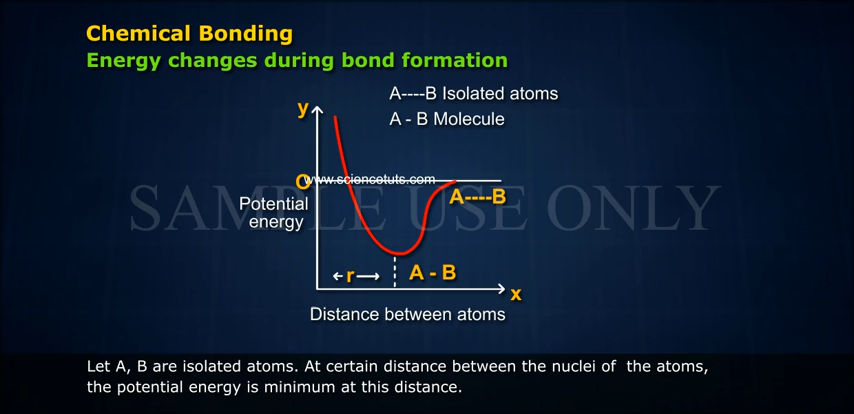 Chemical Bonding
Energy changes during bond formation
A----B Isolated atoms
A - B Molecule
y
O
www.sciencetuts.com
A----B
Potential
energy
SAMPLE USE ONLY
r
A - B
x
Distance between atoms
Let A, B are isolated atoms. At certain distance between the nuclei of the atoms,
the potential energy is minimum at this distance.